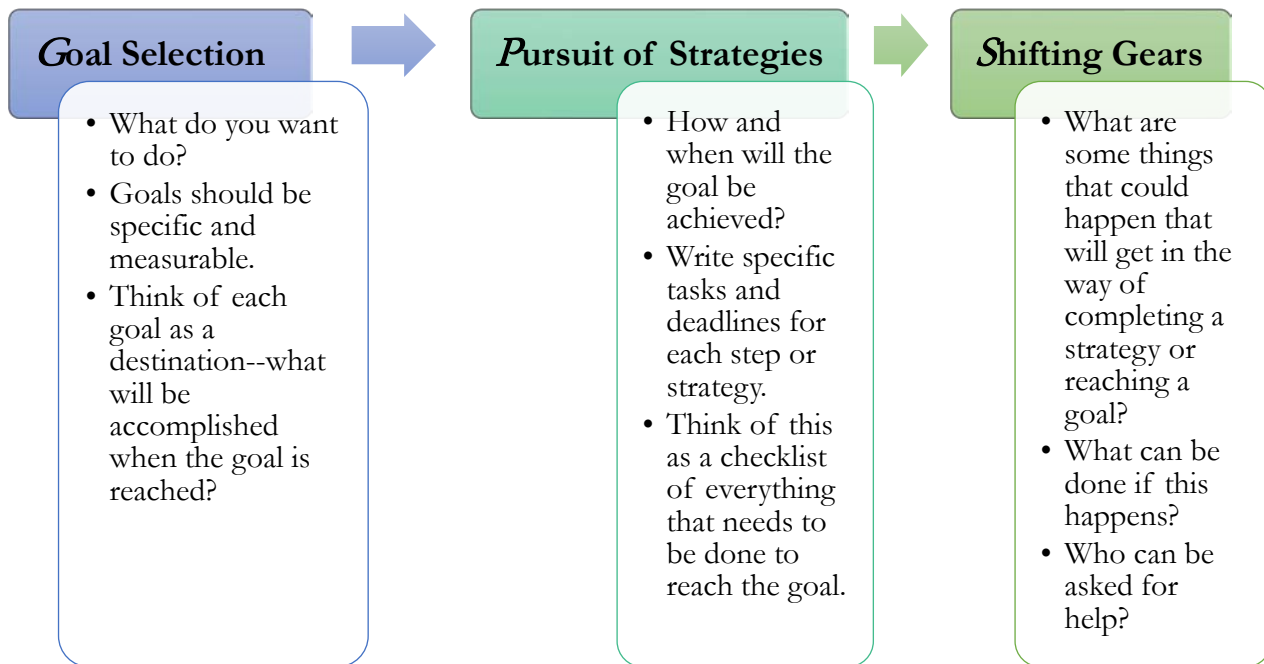 Goal Selection
• What do you want
to do?
• Goals should be
specific and
measurable.
• Think of each
goal as a
destination--what
will be
accomplished
when the goal is
reached?
Pursuit of Strategies
• How and
when will the
goal be
achieved?
• Write specific
tasks and
deadlines for
each step or
strategy.
• Think of this
as a checklist
of everything
that needs to
be done to
reach the goal.
Shifting Gears
• What are
some things
that could
happen that
will get in the
way of
completing a
strategy or
reaching a
goal?
• What can be
done if this
happens?
• Who can be
asked for
help?